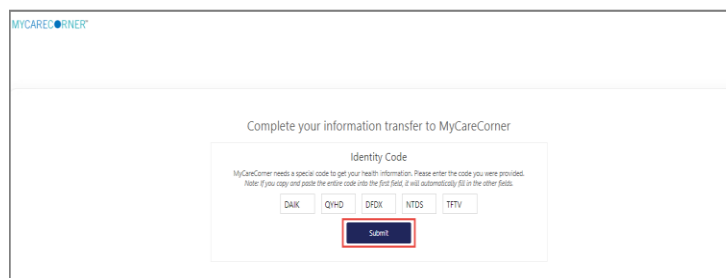 MYCARECORNER™
Complete your information transfer to MyCareCorner
Identity Code
MyCareCorner needs a special code to get your health information. Please enter the code you were provided.
Note: If you copy and paste the entire code into the first field, it will automatically fill in the other fields.
DAIK QYHD DFDX NTDS TFTV
Submit